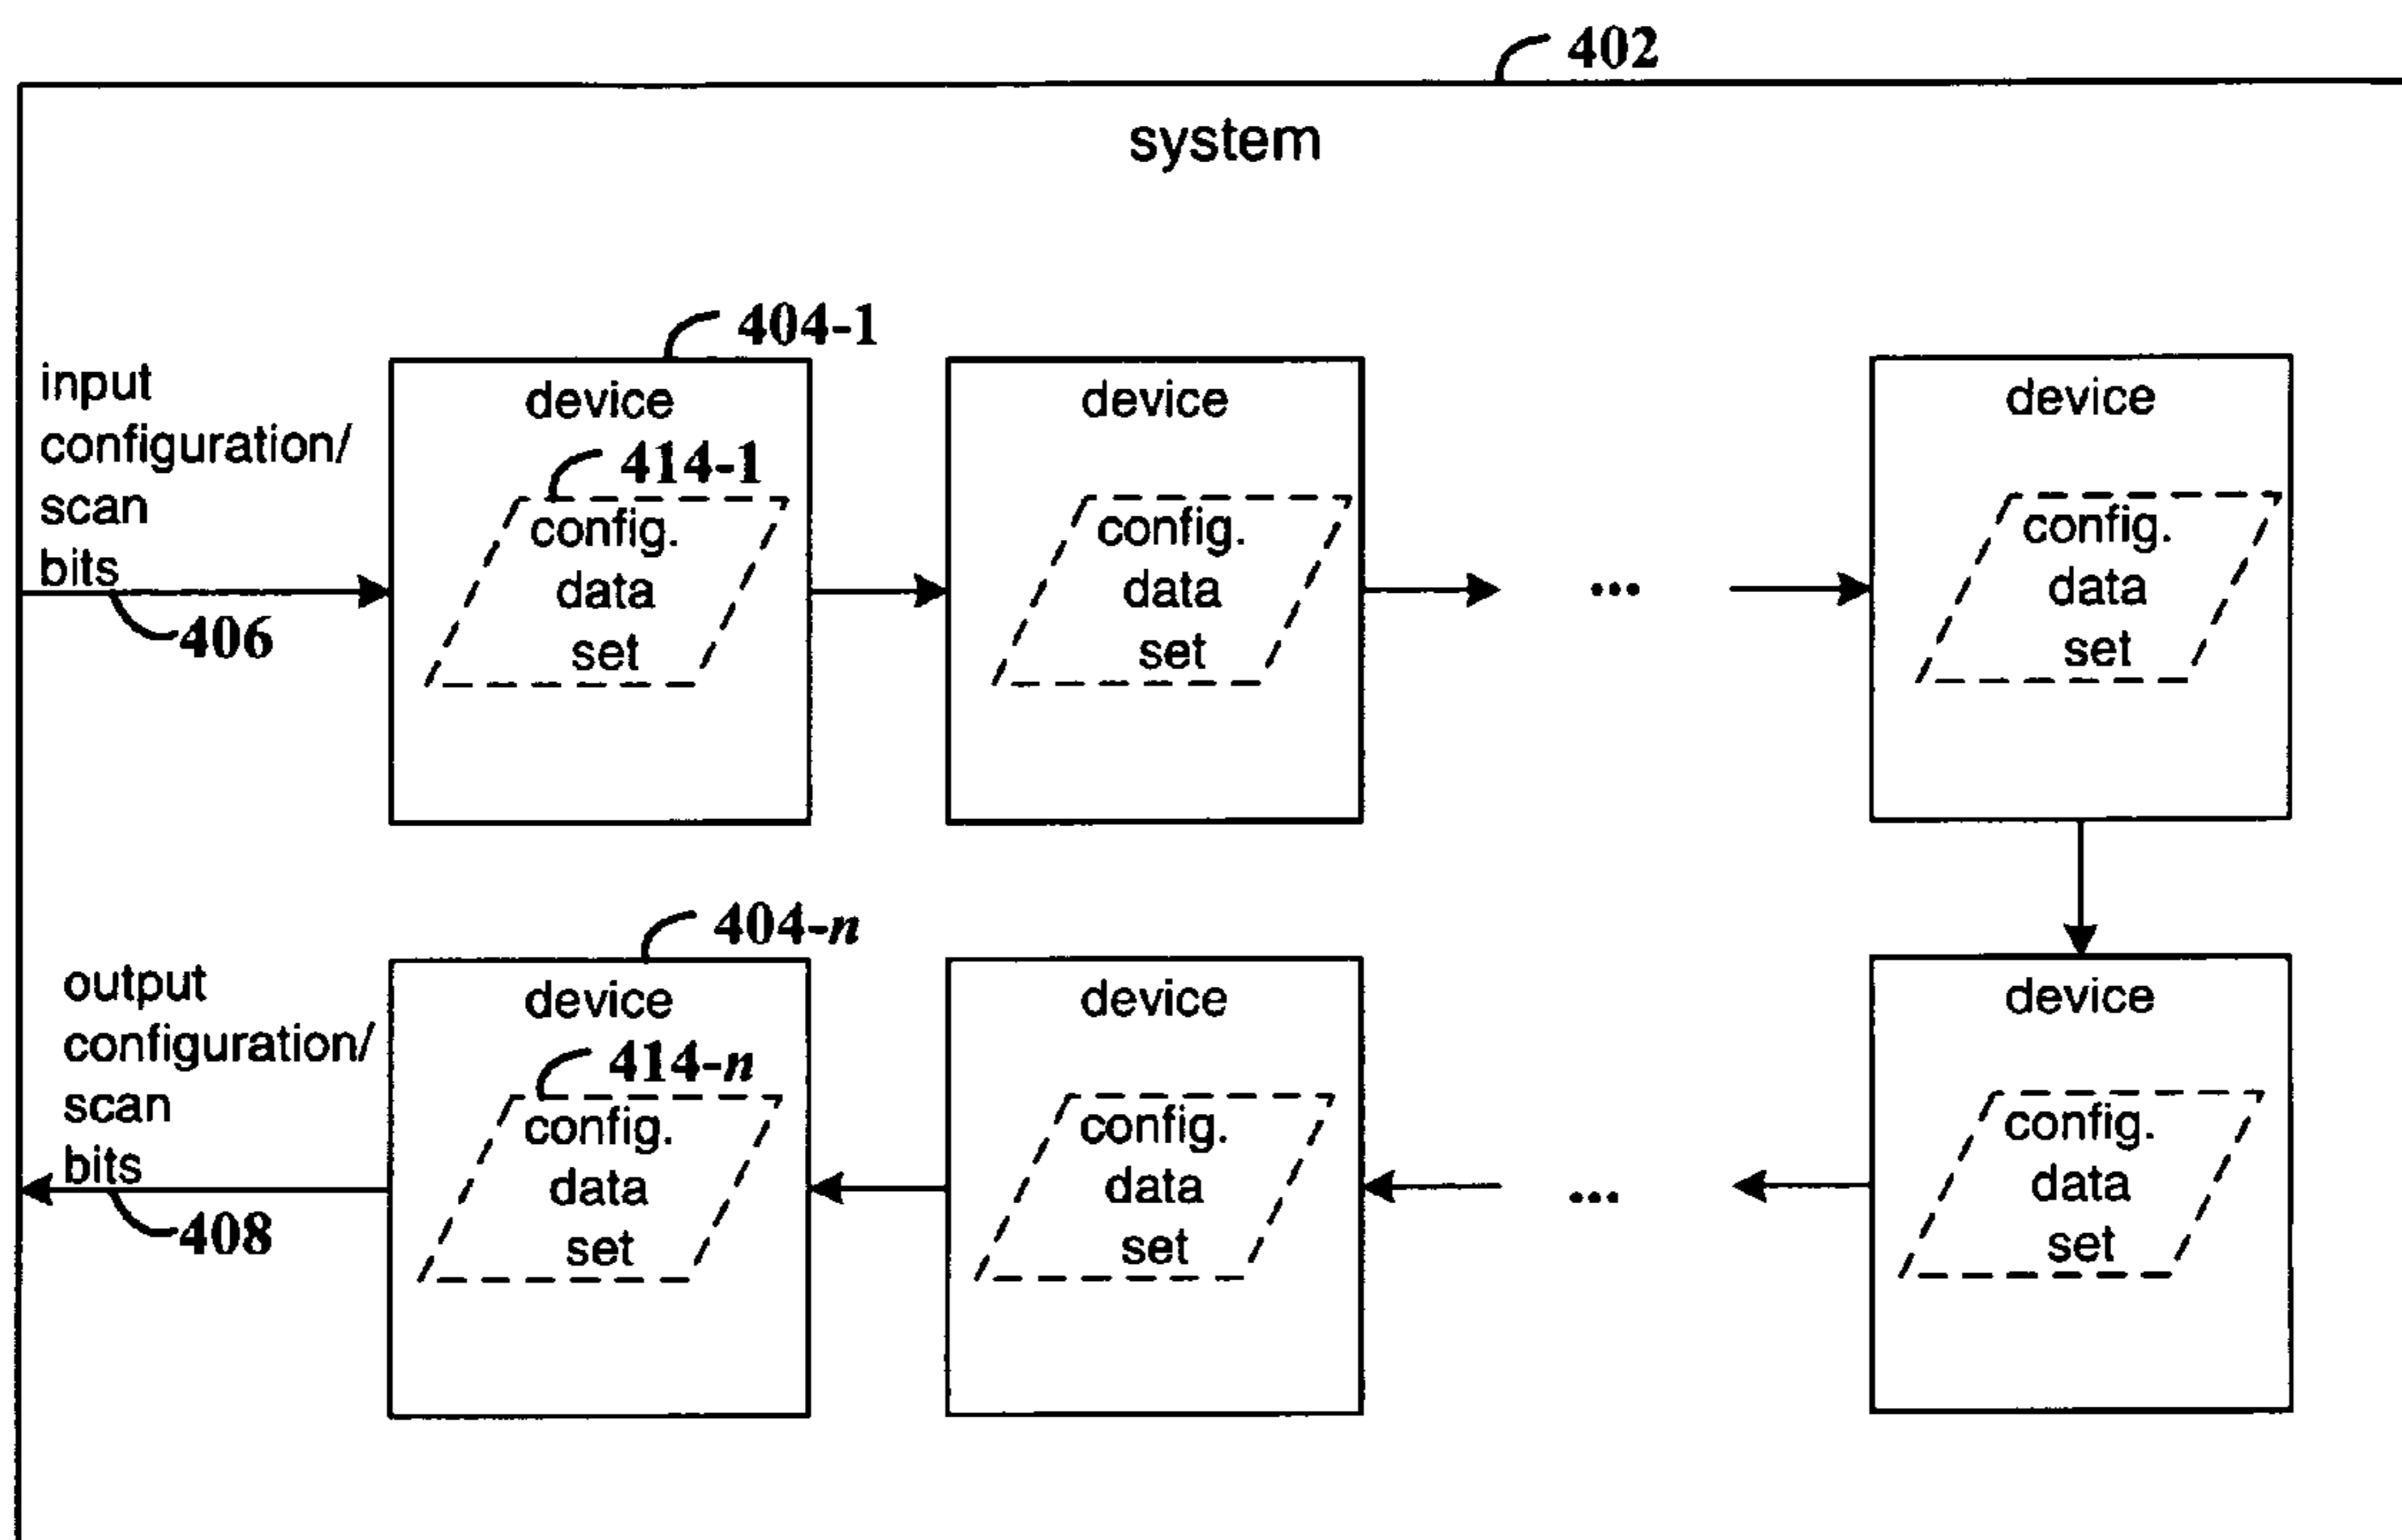 402
system
404-1
input
configuration/
scan
bits
406
device
414-1
config.
data
set
device
config.
data
set
...
device
config.
data
set
404-n
output
configuration/
scan
bits
408
device
414-n
config.
data
set
device
config.
data
set
...
device
config.
data
set